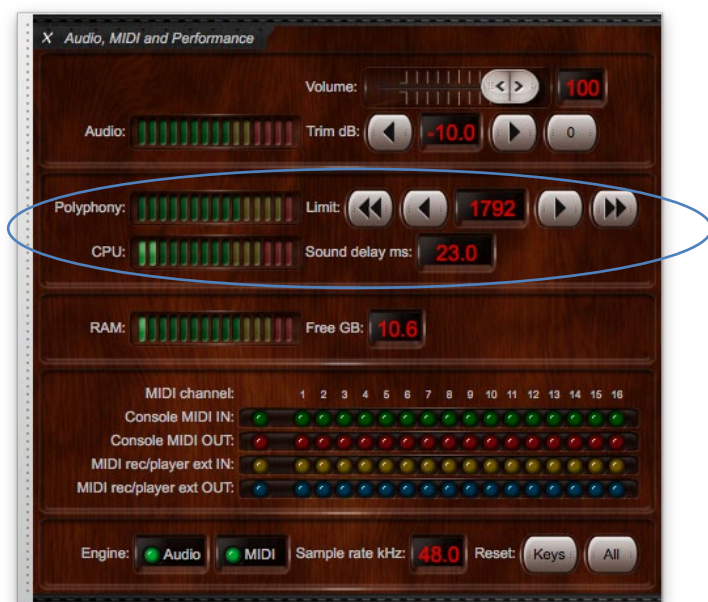 X Audio, MIDI and Performance
Volume: < > 100
Audio: Trim dB: -10.0 0
Polyphony: Limit: 1792
CPU: Sound delay ms: 23.0
RAM: Free GB: 10.6
MIDI channel: 1 2 3 4 5 6 7 8 9 10 11 12 13 14 15 16
Console MIDI IN:
Console MIDI OUT:
MIDI rec/player ext IN:
MIDI rec/player ext OUT:
Engine: Audio MIDI Sample rate kHz: 48.0 Reset: Keys All